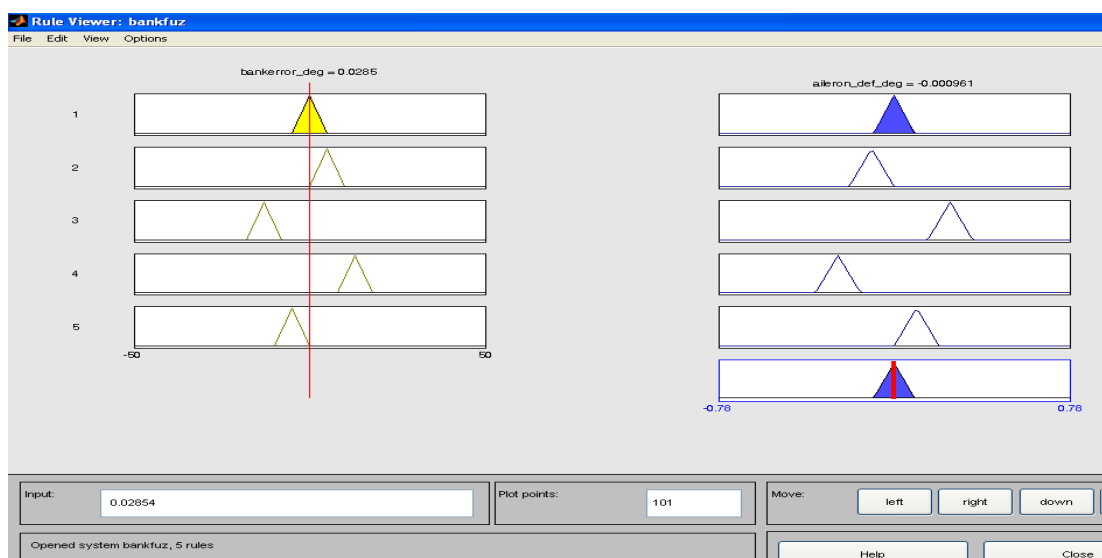 Rule Viewer: bankfuz
File Edit View Options
bankerror_deg = 0.0285
aileron_def_deg = -0.000961
1
2
3
4
5
-50
50
-0.78
0.78
Input:
0.02854
Plot points:
101
Move:
left
right
down
Opened system bankfuz, 5 rules
Help
Close